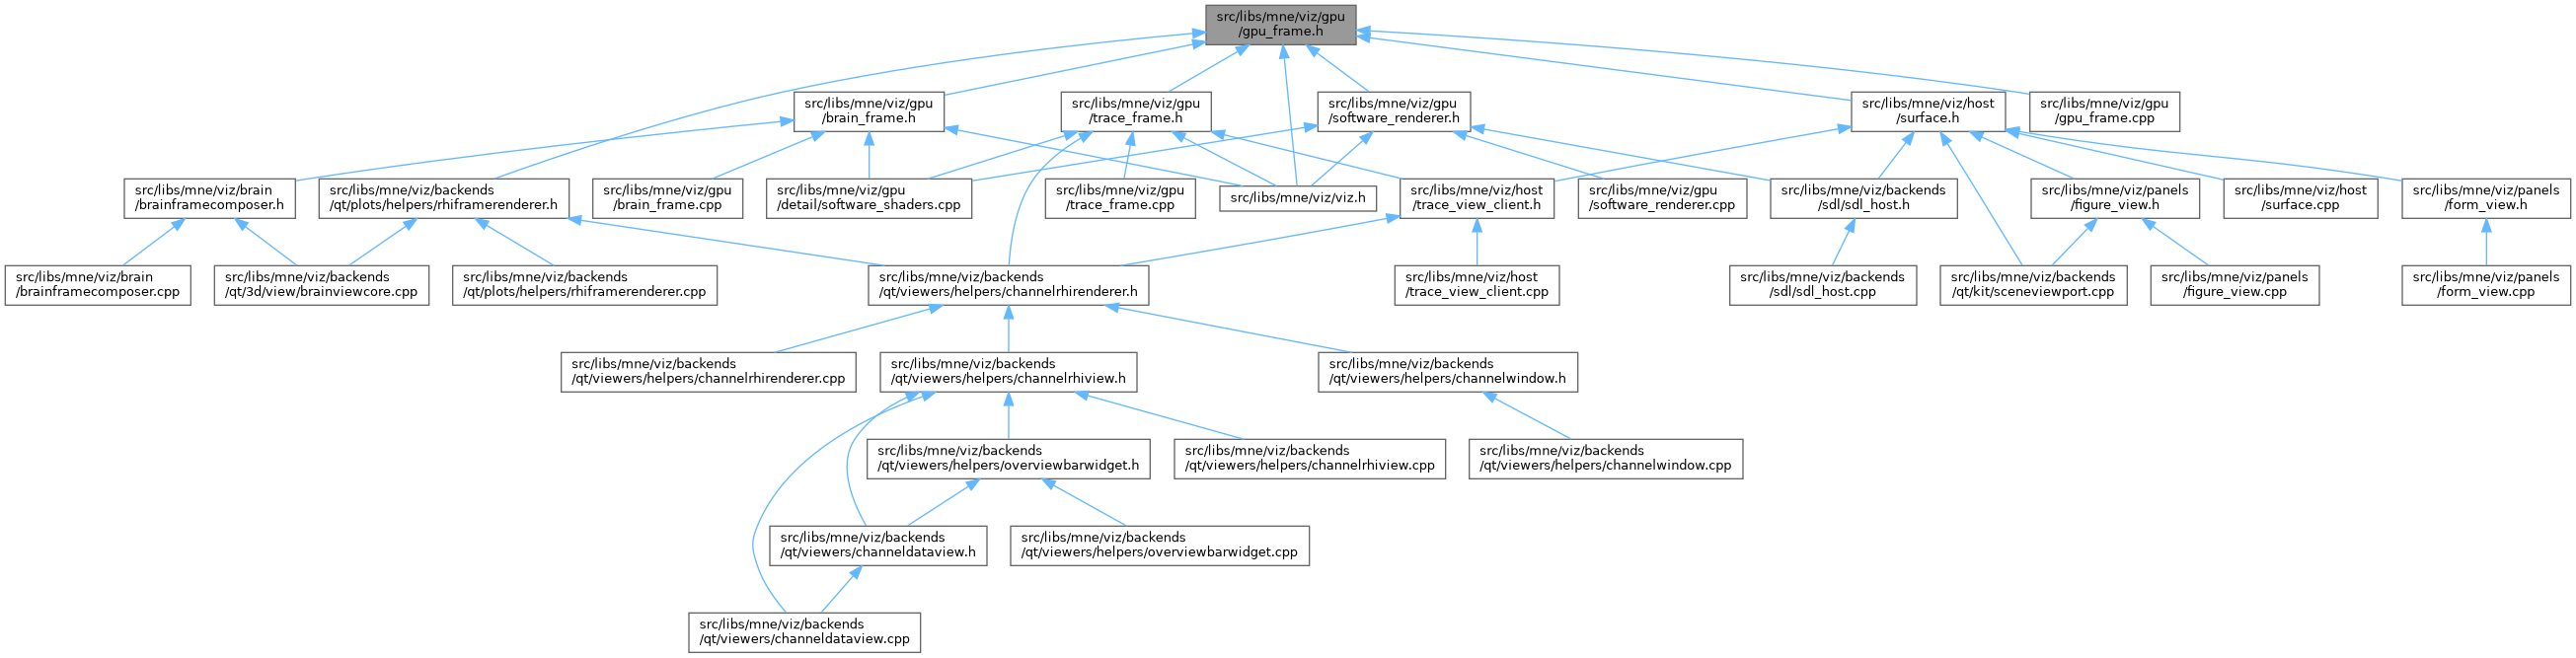 src/libs/mne/viz/gpu
/gpu_frame.h
src/libs/mne/viz/gpu
/brain_frame.h
src/libs/mne/viz/gpu
/trace_frame.h
src/libs/mne/viz/gpu
/software_renderer.h
src/libs/mne/viz/host
/surface.h
src/libs/mne/viz/gpu
/gpu_frame.cpp
src/libs/mne/viz/brain
/brainframecomposer.h
src/libs/mne/viz/backends
/qt/plots/helpers/rhiframerenderer.h
src/libs/mne/viz/gpu
/brain_frame.cpp
src/libs/mne/viz/gpu
/detail/software_shaders.cpp
src/libs/mne/viz/gpu
/trace_frame.cpp
src/libs/mne/viz/viz.h
src/libs/mne/viz/host
/trace_view_client.h
src/libs/mne/viz/gpu
/software_renderer.cpp
src/libs/mne/viz/backends
/sdl/sdl_host.h
src/libs/mne/viz/panels
/figure_view.h
src/libs/mne/viz/host
/surface.cpp
src/libs/mne/viz/panels
/form_view.h
src/libs/mne/viz/brain
/brainframecomposer.cpp
src/libs/mne/viz/backends
/qt/3d/view/brainviewcore.cpp
src/libs/mne/viz/backends
/qt/plots/helpers/rhiframerenderer.cpp
src/libs/mne/viz/backends
/qt/viewers/helpers/channelrhirenderer.h
src/libs/mne/viz/host
/trace_view_client.cpp
src/libs/mne/viz/backends
/sdl/sdl_host.cpp
src/libs/mne/viz/backends
/qt/kit/sceneviewport.cpp
src/libs/mne/viz/panels
/figure_view.cpp
src/libs/mne/viz/panels
/form_view.cpp
src/libs/mne/viz/backends
/qt/viewers/helpers/channelrhirenderer.cpp
src/libs/mne/viz/backends
/qt/viewers/helpers/channelrhiview.h
src/libs/mne/viz/backends
/qt/viewers/helpers/channelwindow.h
src/libs/mne/viz/backends
/qt/viewers/helpers/overviewbarwidget.h
src/libs/mne/viz/backends
/qt/viewers/helpers/channelrhiview.cpp
src/libs/mne/viz/backends
/qt/viewers/helpers/channelwindow.cpp
src/libs/mne/viz/backends
/qt/viewers/channeldataview.h
src/libs/mne/viz/backends
/qt/viewers/helpers/overviewbarwidget.cpp
src/libs/mne/viz/backends
/qt/viewers/channeldataview.cpp